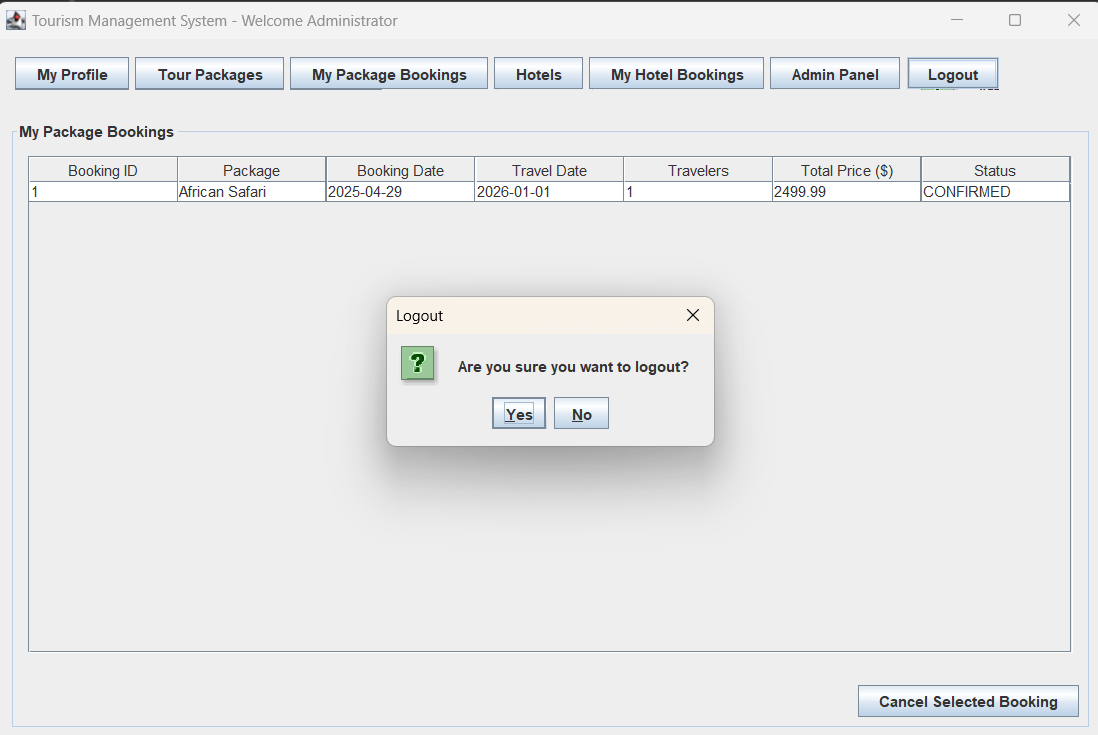 Tourism Management System - Welcome Administrator
My Profile Tour Packages My Package Bookings Hotels My Hotel Bookings Admin Panel Logout
My Package Bookings
Booking ID Package Booking Date Travel Date Travelers Total Price ($) Status
1 African Safari 2025-04-29 2026-01-01 1 2499.99 CONFIRMED
Logout
? Are you sure you want to logout?
Yes No
Cancel Selected Booking